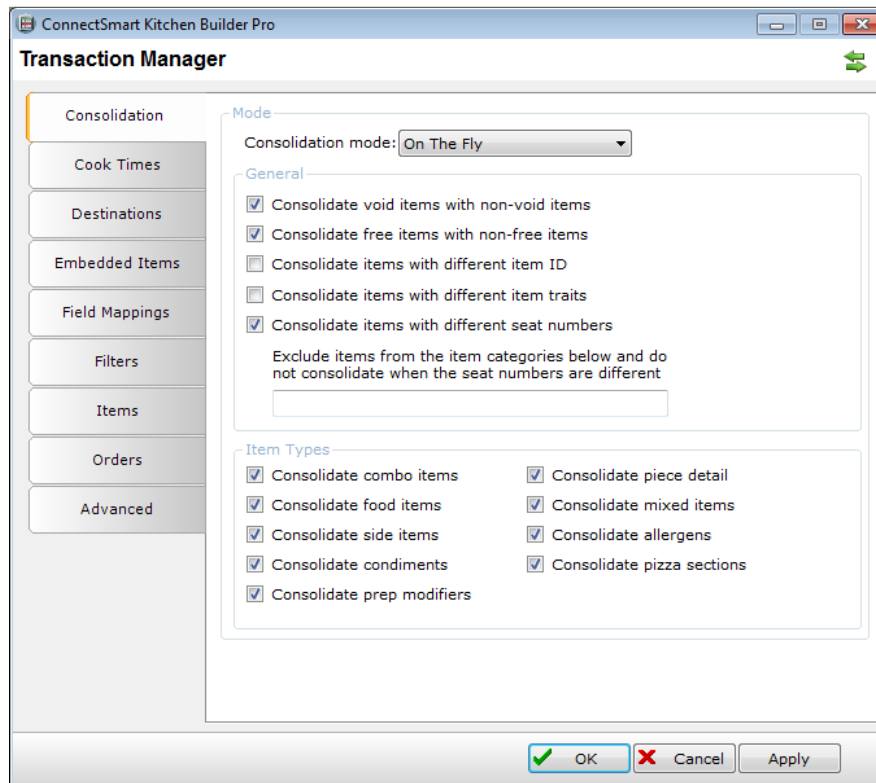 ConnectSmart Kitchen Builder Pro
Transaction Manager
Consolidation
Cook Times
Destinations
Embedded Items
Field Mappings
Filters
Items
Orders
Advanced
Mode
Consolidation mode: On The Fly
General
Consolidate void items with non-void items
Consolidate free items with non-free items
Consolidate items with different item ID
Consolidate items with different item traits
Consolidate items with different seat numbers
Exclude items from the item categories below and do
not consolidate when the seat numbers are different
Item Types
Consolidate combo items
Consolidate food items
Consolidate side items
Consolidate condiments
Consolidate prep modifiers
Consolidate piece detail
Consolidate mixed items
Consolidate allergens
Consolidate pizza sections
OK
Cancel
Apply